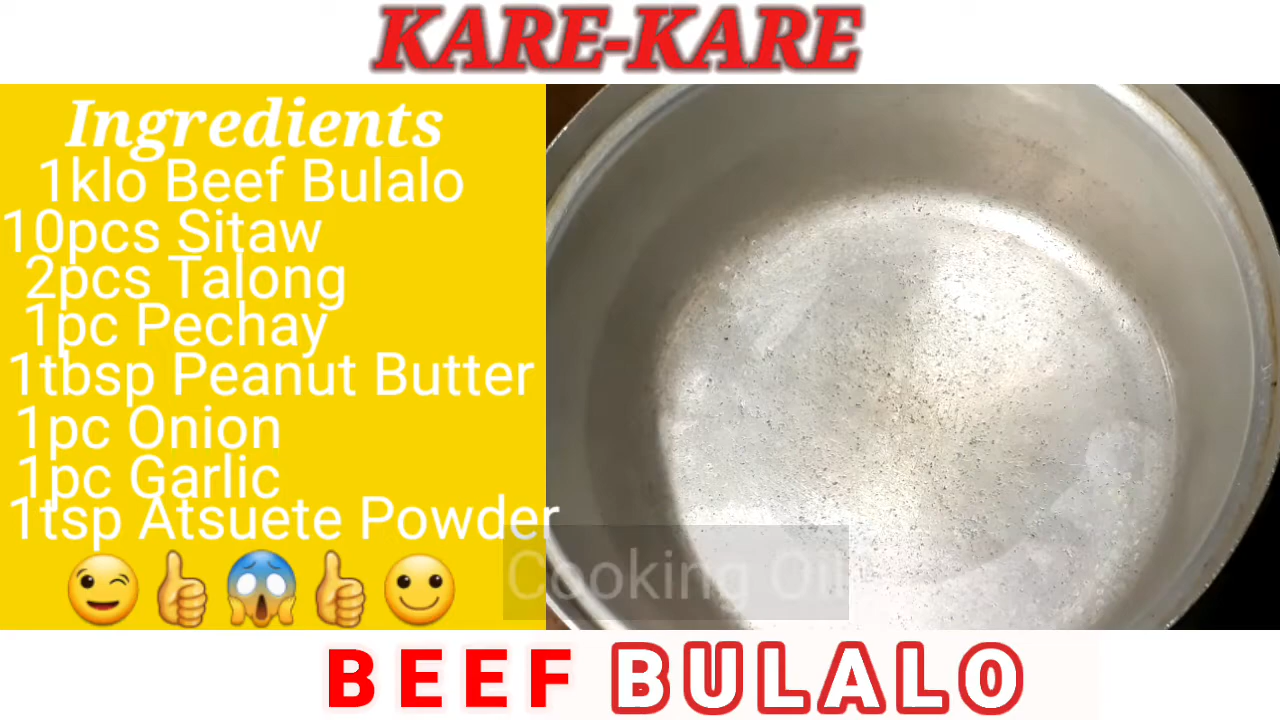 KARE-KARE
Ingredients
1klo Beef Bulalo
10pcs Sitaw
2pcs Talong
1pc Pechay
1tbsp Peanut Butter
1pc Onion
1pc Garlic
1tsp Atsuete Powder
Cooking Oil
BEEF BULALO